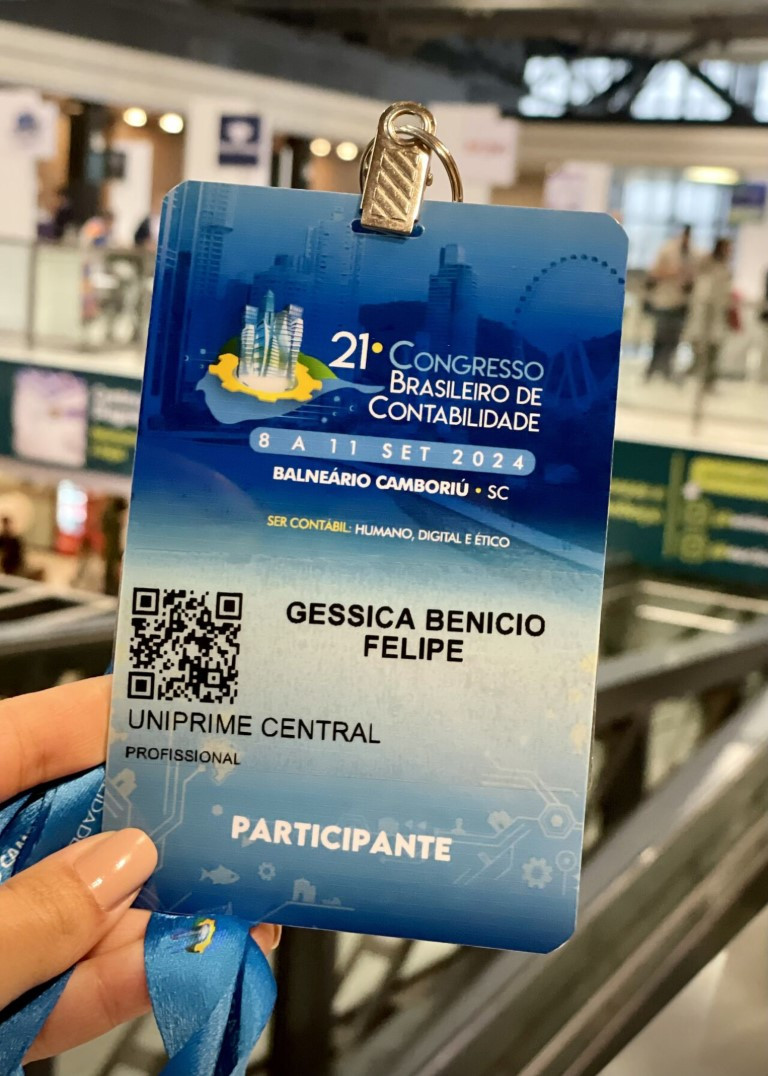 21º CONGRESSO
BRASILEIRO DE
CONTABILIDADE
8 A 11 SET 2024
BALNEÁRIO CAMBORIÚ • SC
SER CONTÁBIL: HUMANO, DIGITAL E ÉTICO
GESSICA BENICIO
FELIPE
UNIPRIME CENTRAL
PROFISSIONAL
PARTICIPANTE